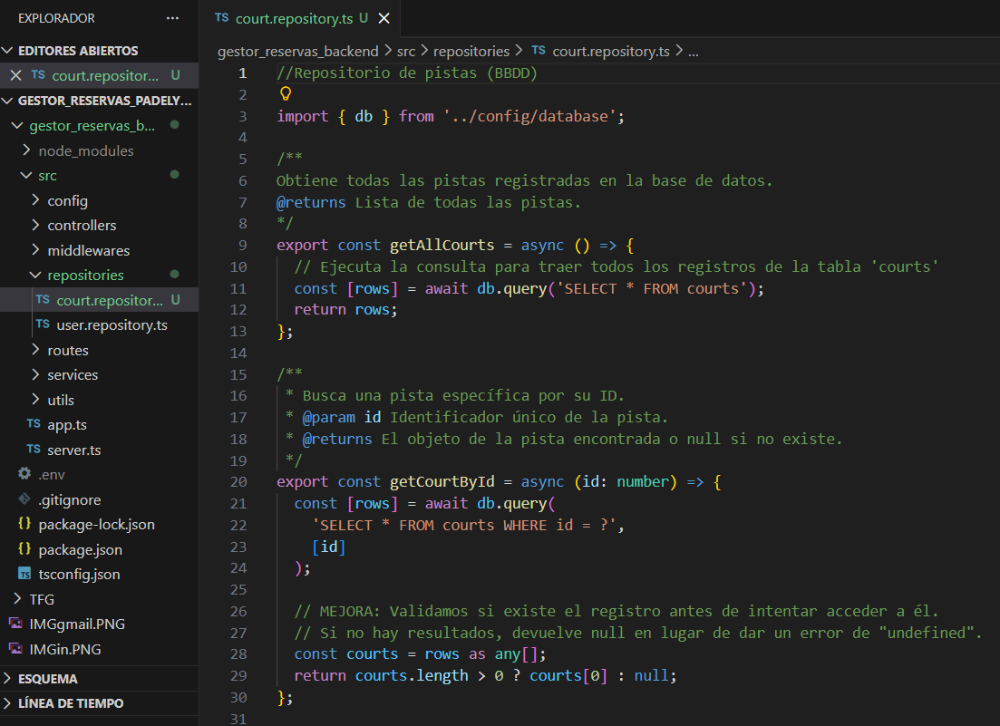 EXPLORADOR ...
EDITORES ABIERTOS
TS court.repositor... U
GESTOR_RESERVAS_PADELY...
gestor_reservas_b...
node_modules
src
config
controllers
middlewares
repositories
TS court.repositor... U
TS user.repository.ts
routes
services
utils
TS app.ts
TS server.ts
.env
.gitignore
{} package-lock.json
{} package.json
TS tsconfig.json
TFG
IMGgmail.PNG
IMGin.PNG
ESQUEMA
LÍNEA DE TIEMPO
TS court.repository.ts U
gestor_reservas_backend > src > repositories > TS court.repository.ts > ...
1 //Repositorio de pistas (BBDD)
2
3 import { db } from '../config/database';
4
5 /**
6 Obtiene todas las pistas registradas en la base de datos.
7 @returns Lista de todas las pistas.
8 */
9 export const getAllCourts = async () => {
10 // Ejecuta la consulta para traer todos los registros de la tabla 'courts'
11 const [rows] = await db.query('SELECT * FROM courts');
12 return rows;
13 };
14
15 /**
16 * Busca una pista específica por su ID.
17 * @param id Identificador único de la pista.
18 * @returns El objeto de la pista encontrada o null si no existe.
19 */
20 export const getCourtById = async (id: number) => {
21 const [rows] = await db.query(
22 'SELECT * FROM courts WHERE id = ?',
23 [id]
24 );
25
26 // MEJORA: Validamos si existe el registro antes de intentar acceder a él.
27 // Si no hay resultados, devuelve null en lugar de dar un error de "undefined".
28 const courts = rows as any[];
29 return courts.length > 0 ? courts[0] : null;
30 };
31